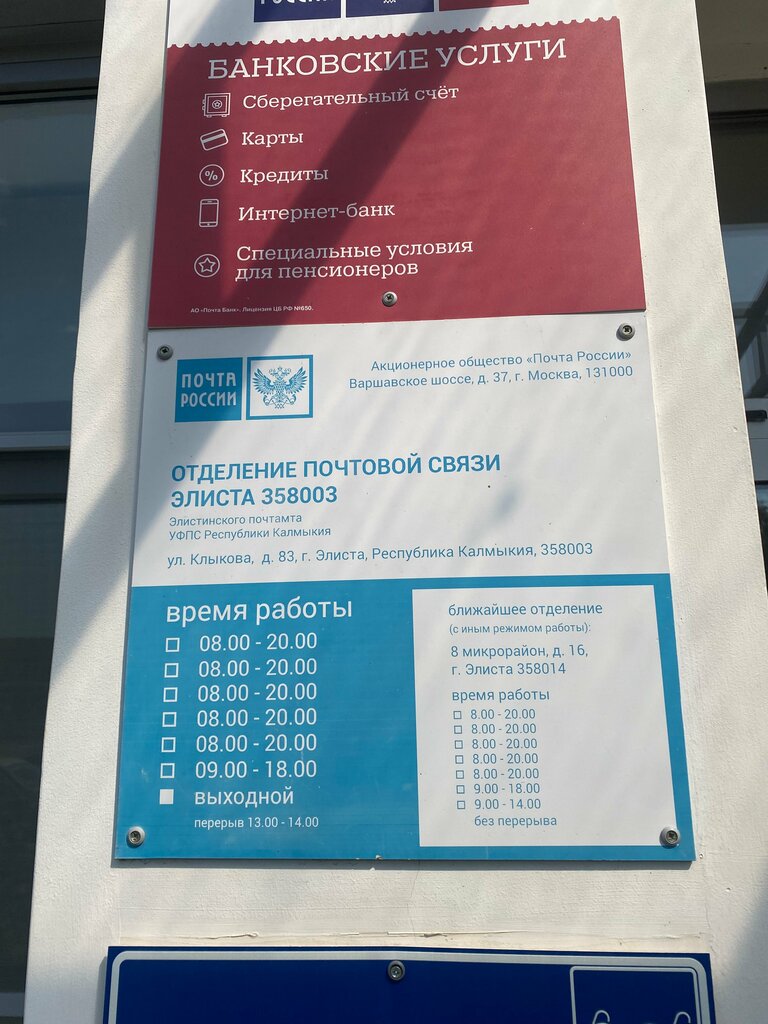 БАНКОВСКИЕ УСЛУГИ
Сберегательный счёт
Карты
Кредиты
Интернет-банк
Специальные условия
для пенсионеров
АО «Почта Банк». Лицензия ЦБ РФ №650.
ПОЧТА
РОССИИ
Акционерное общество «Почта России»
Варшавское шоссе, д. 37, г. Москва, 131000
ОТДЕЛЕНИЕ ПОЧТОВОЙ СВЯЗИ
ЭЛИСТА 358003
Элистинского почтамта
УФПС Республики Калмыкия
ул. Клыкова, д. 83, г. Элиста, Республика Калмыкия, 358003
время работы
08.00 - 20.00
08.00 - 20.00
08.00 - 20.00
08.00 - 20.00
08.00 - 20.00
09.00 - 18.00
выходной
перерыв 13.00 - 14.00
ближайшее отделение
(с иным режимом работы):
8 микрорайон, д. 16,
г. Элиста 358014
время работы
8.00 - 20.00
8.00 - 20.00
8.00 - 20.00
8.00 - 20.00
8.00 - 20.00
9.00 - 18.00
9.00 - 14.00
без перерыва